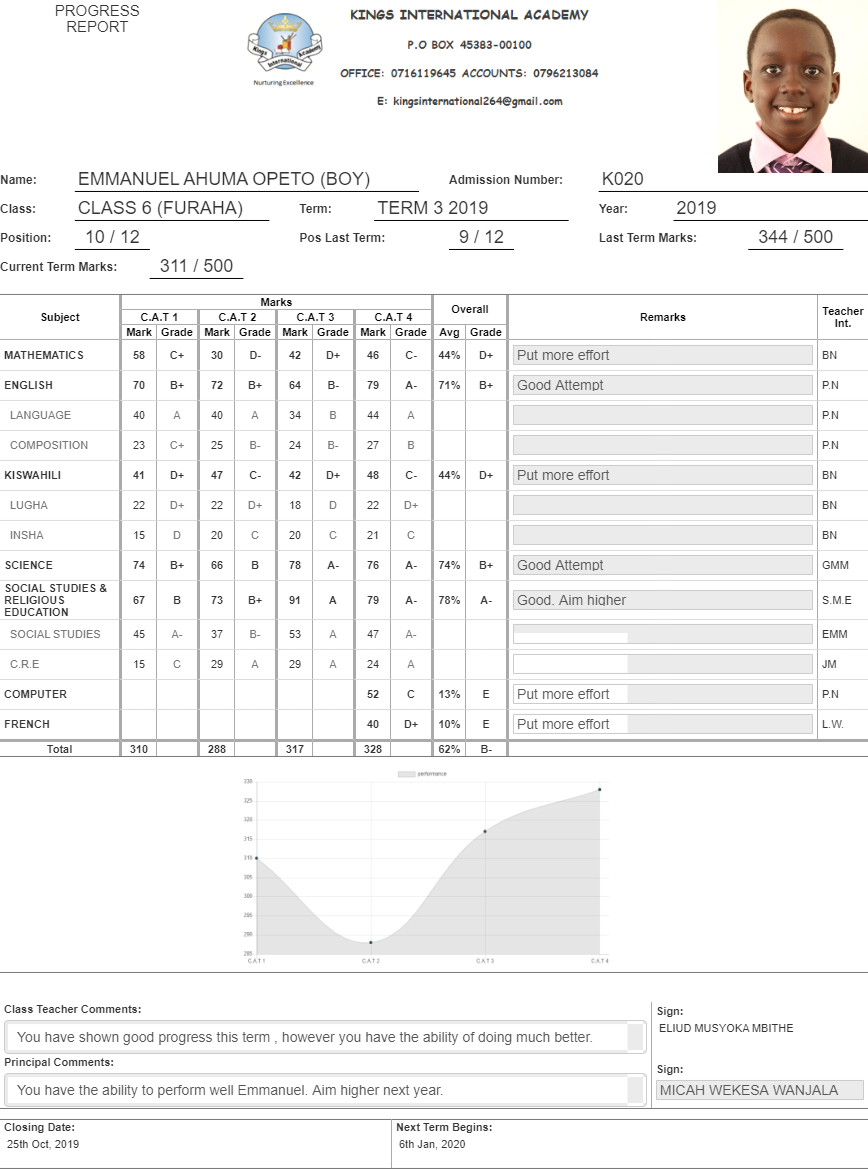 PROGRESS
REPORT
Kings Academy
International
Nurturing Excellence
KINGS INTERNATIONAL ACADEMY
P.O BOX 45383-00100
OFFICE: 0716119645 ACCOUNTS: 0796213084
E: kingsinternational264@gmail.com
Name: EMMANUEL AHUMA OPETO (BOY) Admission Number: K020
Class: CLASS 6 (FURAHA) Term: TERM 3 2019 Year: 2019
Position: 10 / 12 Pos Last Term: 9 / 12 Last Term Marks: 344 / 500
Current Term Marks: 311 / 500
Subject Marks Overall Remarks Teacher Int.
C.A.T 1 C.A.T 2 C.A.T 3 C.A.T 4
Mark Grade Mark Grade Mark Grade Mark Grade Avg Grade
MATHEMATICS 58 C+ 30 D- 42 D+ 46 C- 44% D+ Put more effort BN
ENGLISH 70 B+ 72 B+ 64 B- 79 A- 71% B+ Good Attempt P.N
LANGUAGE 40 A 40 A 34 B 44 A P.N
COMPOSITION 23 C+ 25 B- 24 B- 27 B P.N
KISWAHILI 41 D+ 47 C- 42 D+ 48 C- 44% D+ Put more effort BN
LUGHA 22 D+ 22 D+ 18 D 22 D+ BN
INSHA 15 D 20 C 20 C 21 C BN
SCIENCE 74 B+ 66 B 78 A- 76 A- 74% B+ Good Attempt GMM
SOCIAL STUDIES &
RELIGIOUS
EDUCATION 67 B 73 B+ 91 A 79 A- 78% A- Good. Aim higher S.M.E
SOCIAL STUDIES 45 A- 37 B- 53 A 47 A- EMM
C.R.E 15 C 29 A 29 A 24 A JM
COMPUTER 52 C 13% E Put more effort P.N
FRENCH 40 D+ 10% E Put more effort L.W.
Total 310 288 317 328 62% B-
performance
330
325
320
315
310
305
300
295
290
285
C.A.T 1 C.A.T 2 C.A.T 3 C.A.T 4
Class Teacher Comments:
You have shown good progress this term , however you have the ability of doing much better.
Sign:
ELIUD MUSYOKA MBITHE
Principal Comments:
You have the ability to perform well Emmanuel. Aim higher next year.
Sign:
MICAH WEKESA WANJALA
Closing Date: Next Term Begins:
25th Oct, 2019 6th Jan, 2020